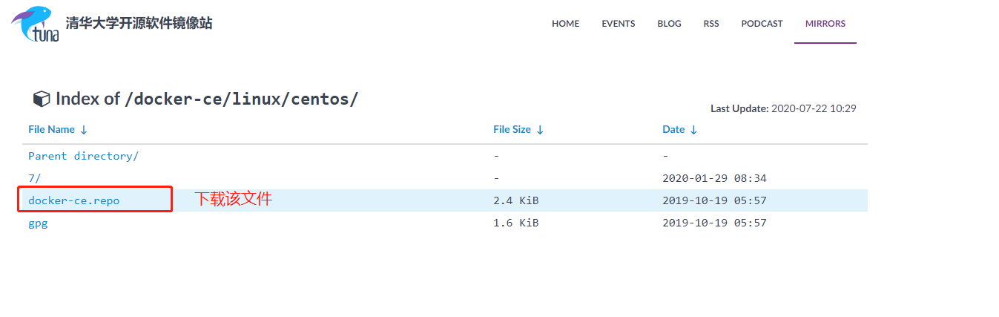 tuna 清华大学开源软件镜像站 HOME EVENTS BLOG RSS PODCAST MIRRORS
Index of /docker-ce/linux/centos/
Last Update: 2020-07-22 10:29
File Name ↓ File Size ↓ Date ↓
Parent directory/ - -
7/ - 2020-01-29 08:34
docker-ce.repo 下载该文件 2.4 KiB 2019-10-19 05:57
gpg 1.6 KiB 2019-10-19 05:57